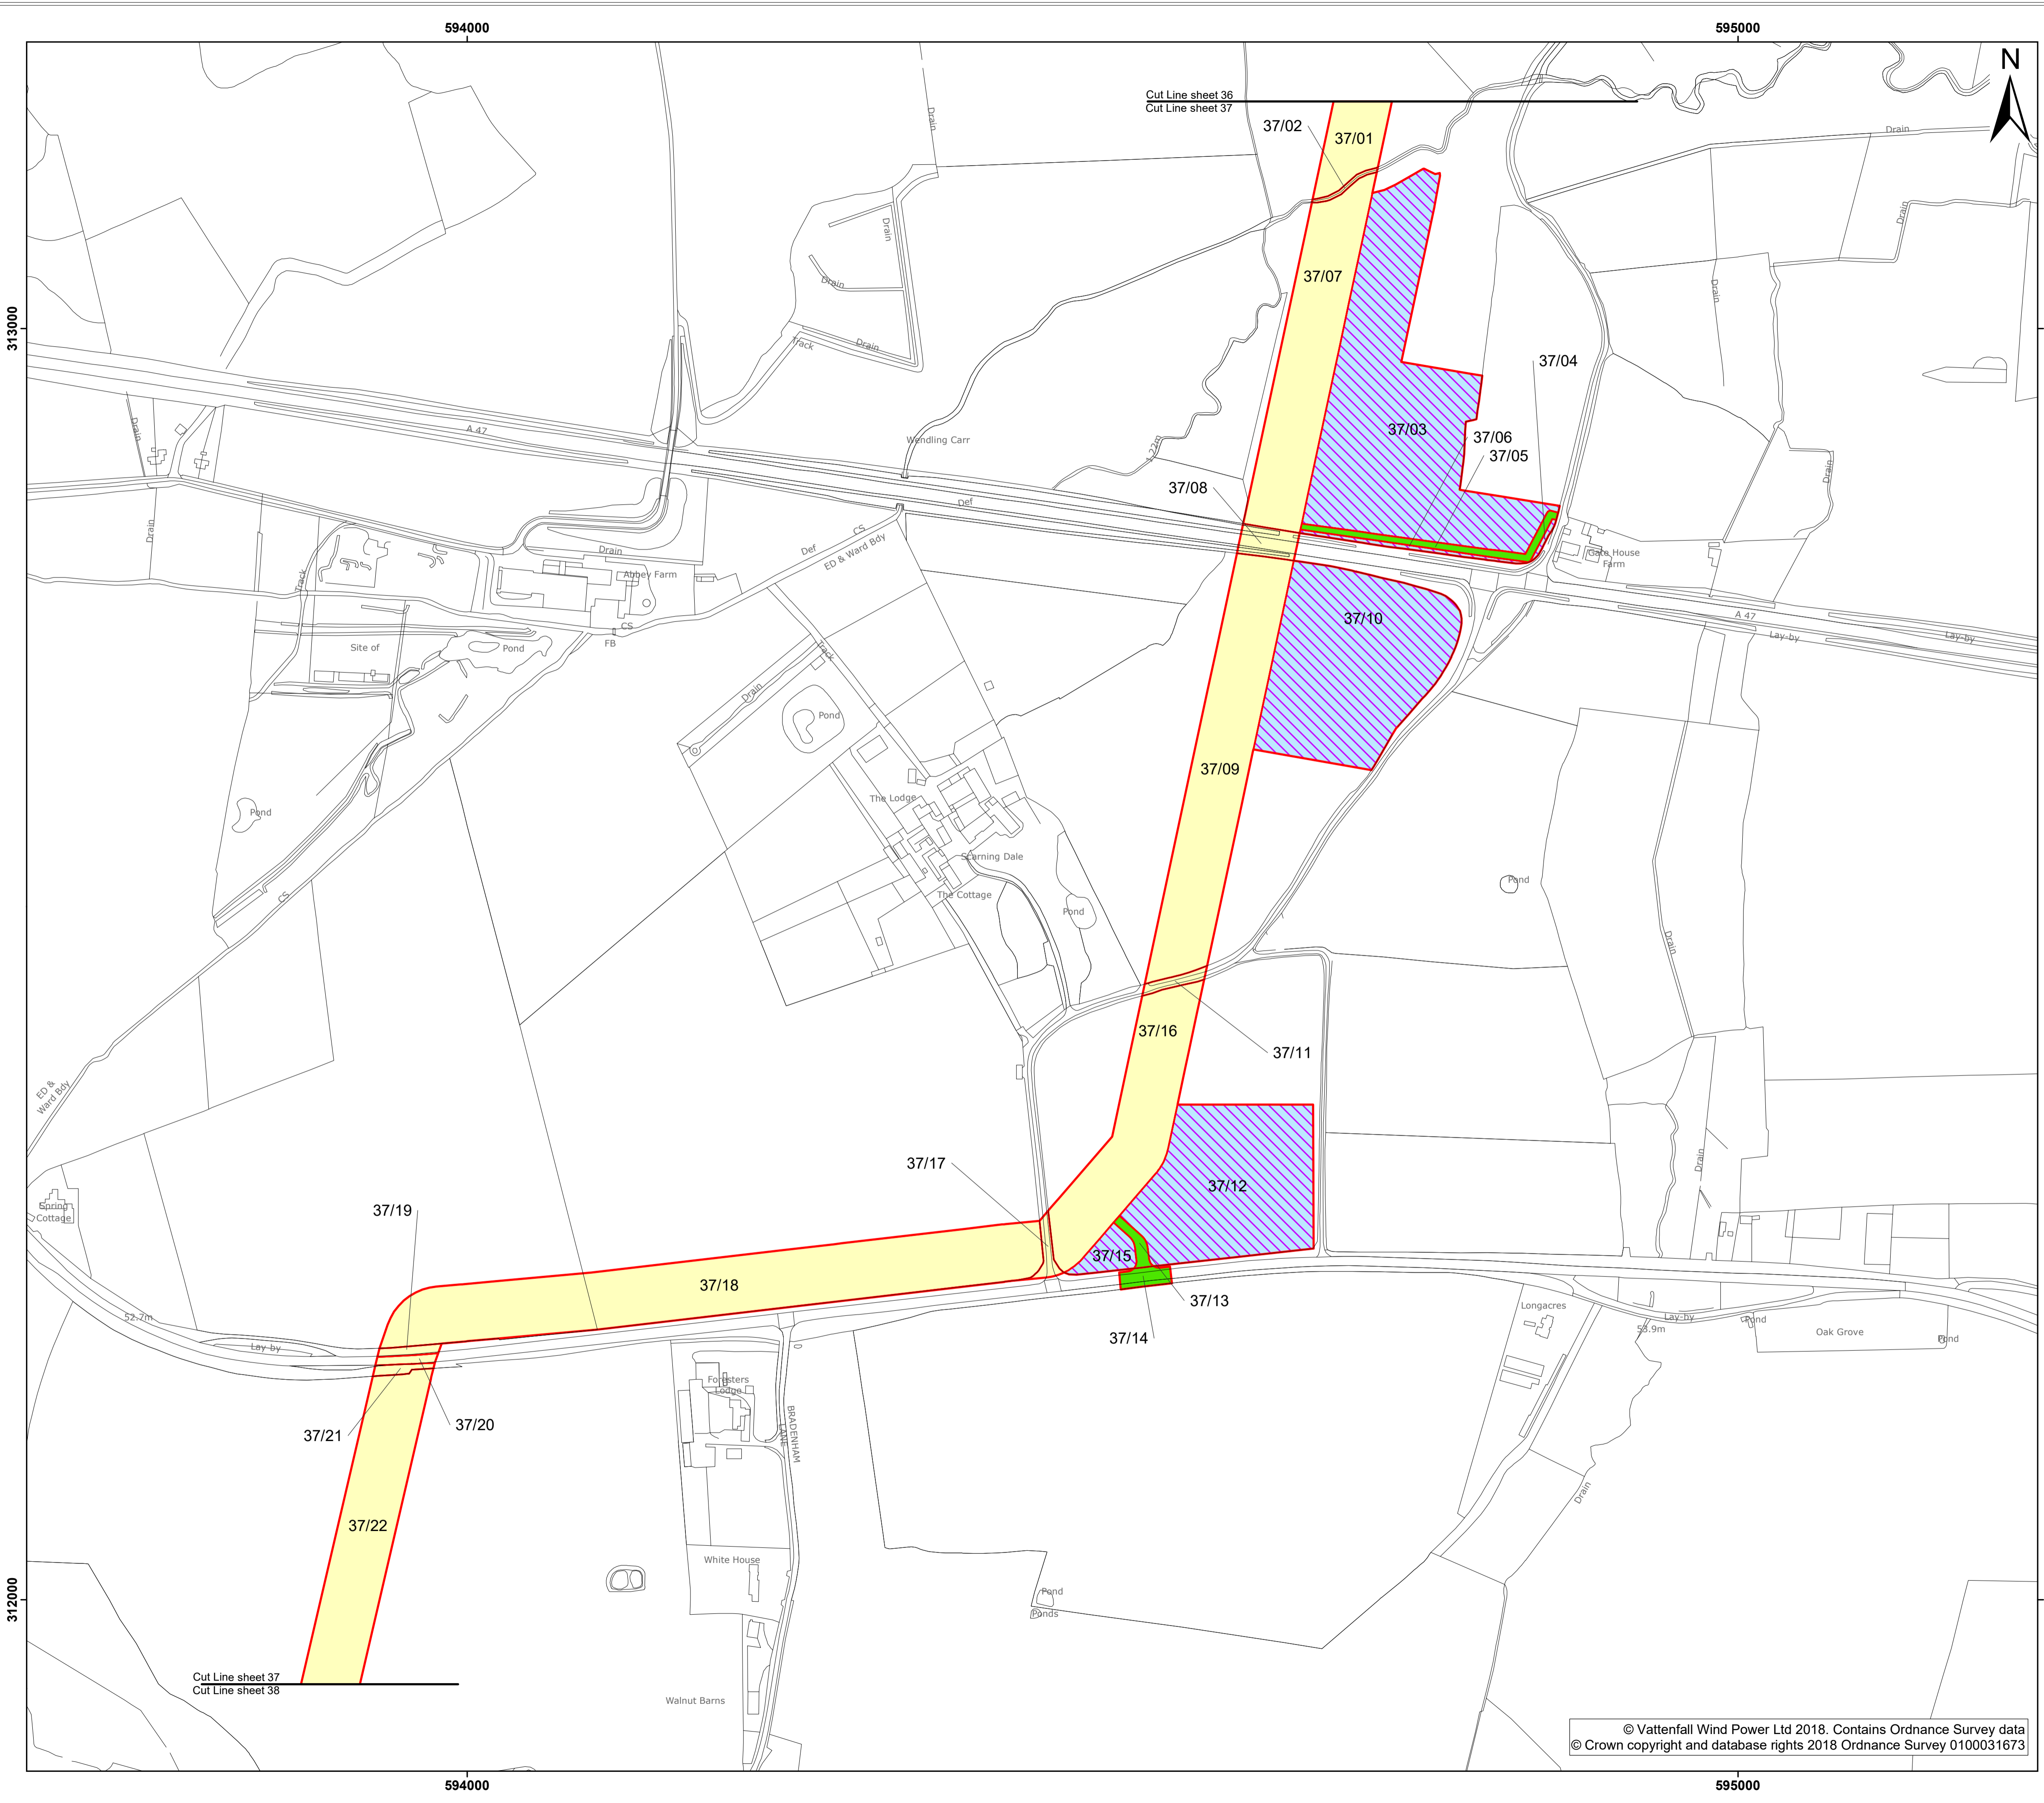 594000
595000
N
Cut Line sheet 36
Cut Line sheet 37
37/02
37/01
Drain
Drain
Drain
Drain
37/07
Drain
Drain
313000
Drain
Track
37/04
A 47
37/03
Drain
Wendling Carr
37/06
1.22m
37/05
Drain
37/08
Def
Drain
CS
Def
ED & Ward Bdy
Drain
Gate House
Farm
Track
Abbey Farm
A 47
37/10
CS
FB
Lay-by
Lay-by
Site of
Pond
Track
Drain
Pond
37/09
The Lodge
Pond
Scarning Dale
Pond
The Cottage
CS
Pond
Drain
37/16
37/11
ED &
Ward Bdy
37/17
Drain
37/12
Spring
Cottage
37/19
37/15
37/18
37/13
Longacres
52.7m
Lay-by
Pond
53.9m
Oak Grove
Pond
37/14
Lay-by
Foresters
Lodge
BRADENHAM
LANE
37/20
37/21
Drain
37/22
White House
Pond
312000
Ponds
Cut Line sheet 37
Cut Line sheet 38
Walnut Barns
© Vattenfall Wind Power Ltd 2018. Contains Ordnance Survey data
© Crown copyright and database rights 2018 Ordnance Survey 0100031673
594000
595000